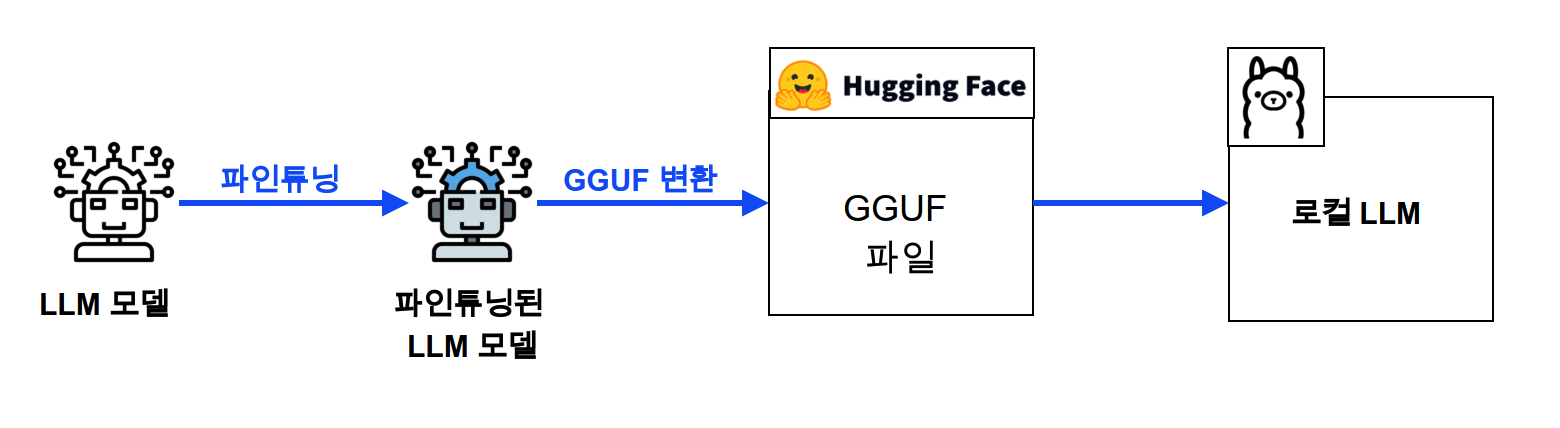 LLM 모델
파인튜닝
파인튜닝된
LLM 모델
GGUF 변환
Hugging Face
GGUF
파일
로컬 LLM